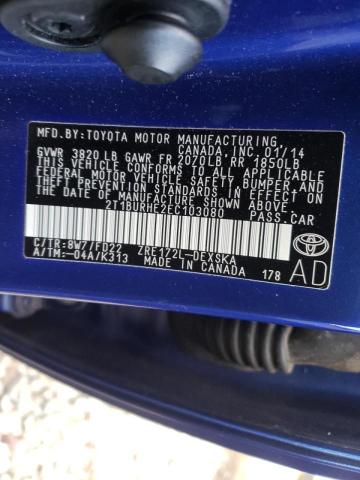 MFD.BY:TOYOTA MOTOR MANUFACTURING
CANADA,INC. 01/14
GVWR 3820 LB GAWR FR 2070LB RR 1850LB
THIS VEHICLE CONFORMS TO ALL APPLICABLE
FEDERAL MOTOR VEHICLE SAFETY, BUMPER, AND
THEFT PREVENTION STANDARDS IN EFFECT ON
THE DATE OF MANUFACTURE SHOWN ABOVE.
2T1BURHE2EC103080 PASS.CAR
C/TR:8W7/FD22 ZRE172L-DEXSKA
A/TM:-04A/K313 MADE IN CANADA 178
AD